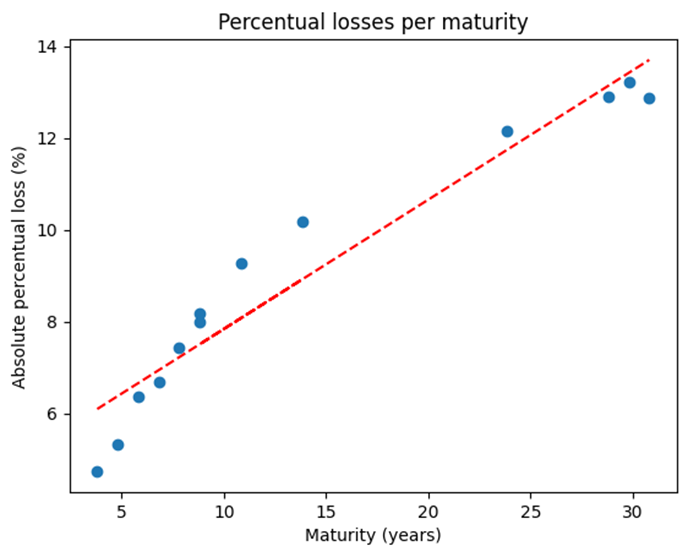 Percentual losses per maturity
14
12
10
8
6
Absolute percentual loss (%)
5 10 15 20 25 30
Maturity (years)